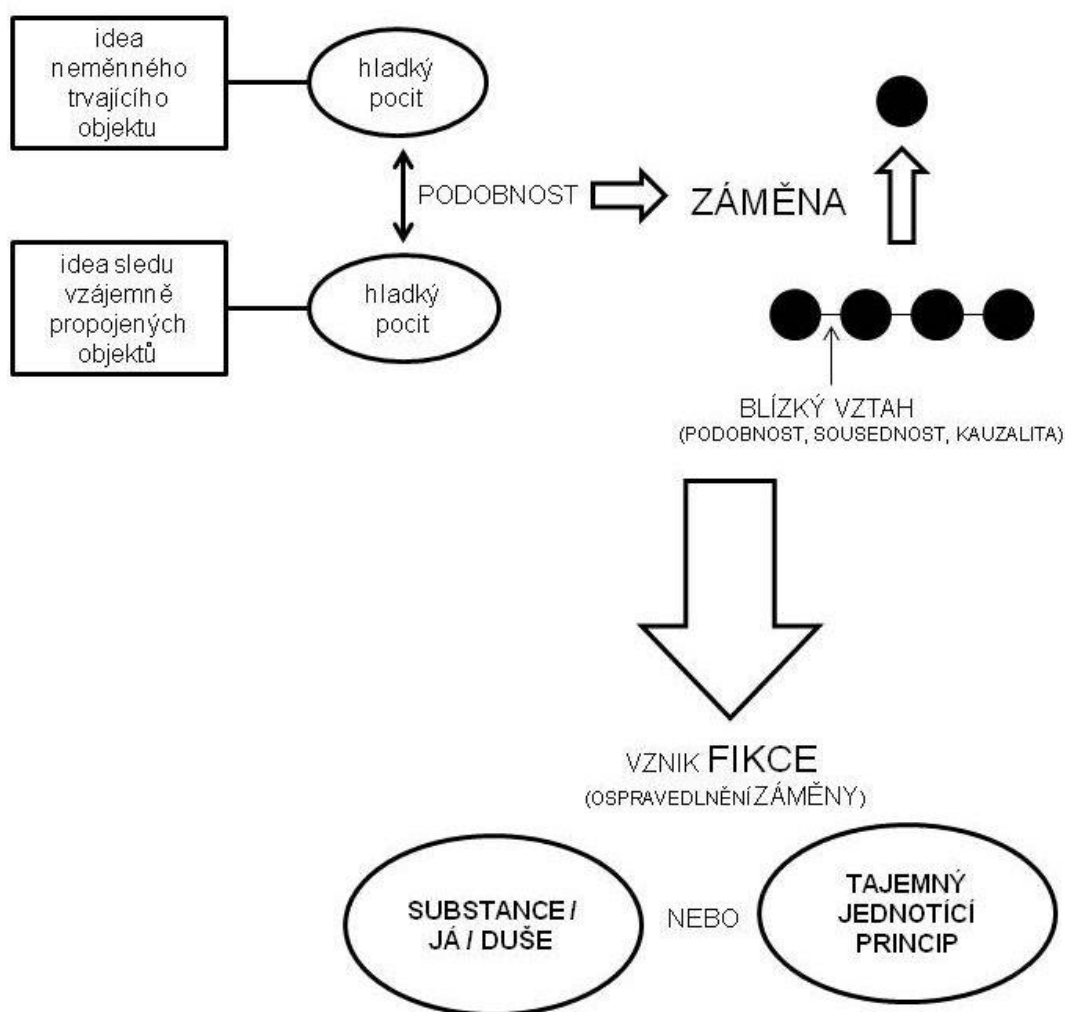 idea
neměnného
trvajícího
objektu
hladký
pocit
PODOBNOST
ZÁMĚNA
idea sledu
vzájemně
propojených
objektů
hladký
pocit
BLÍZKÝ VZTAH
(PODOBNOST, SOUSEDNOST, KAUZALITA)
VZNIK FIKCE
(OSPRAVEDLNĚNÍ ZÁMĚNY)
SUBSTANCE /
JÁ / DUŠE
NEBO
TAJEMNÝ
JEDNOTÍCÍ
PRINCIP